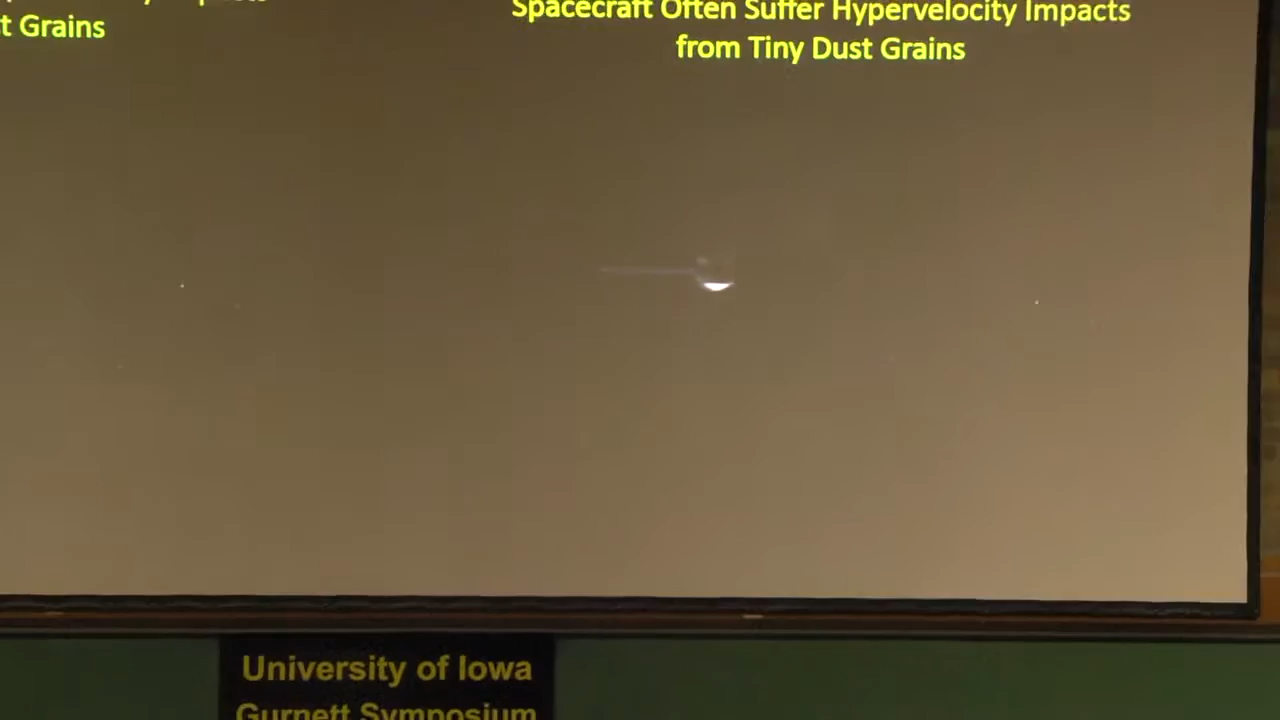 t Grains
Spacecraft Often Suffer Hypervelocity Impacts
from Tiny Dust Grains
University of Iowa
Gurnett Symposium